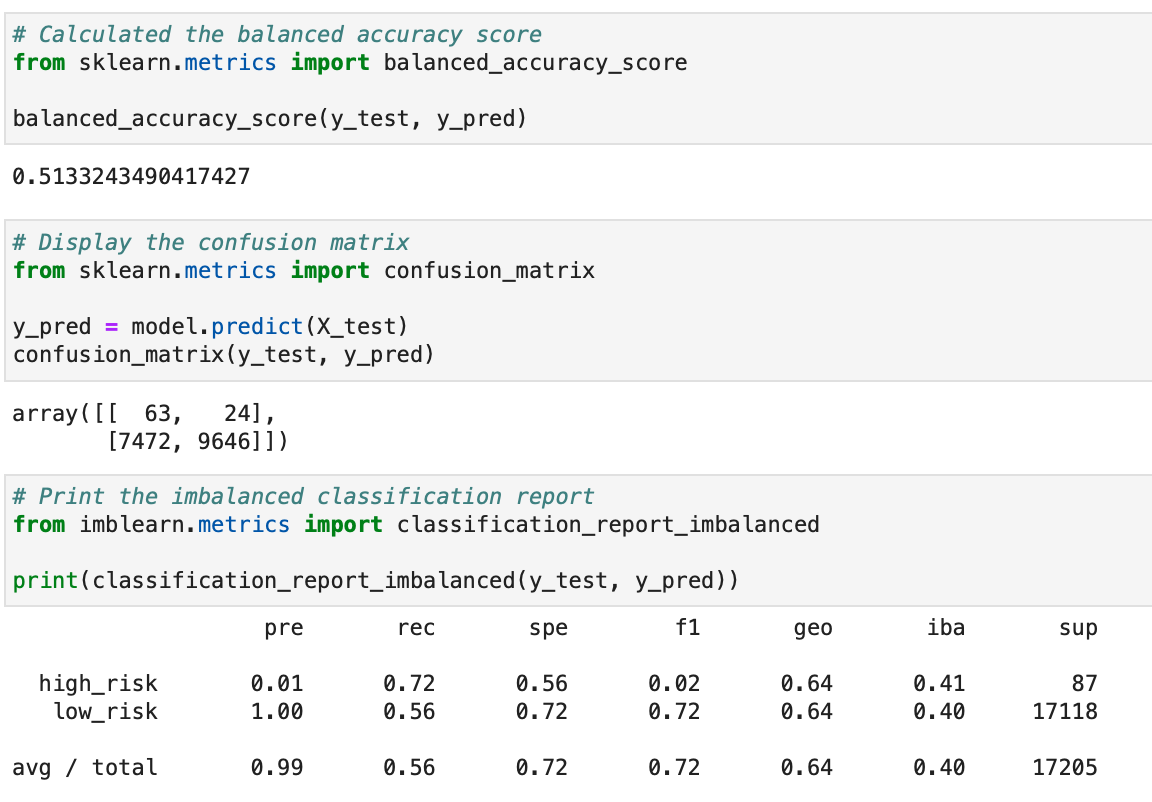 # Calculated the balanced accuracy score
from sklearn.metrics import balanced_accuracy_score
balanced_accuracy_score(y_test, y_pred)
0.5133243490417427
# Display the confusion matrix
from sklearn.metrics import confusion_matrix
y_pred = model.predict(X_test)
confusion_matrix(y_test, y_pred)
array([[  63,   24],
       [7472, 9646]])
# Print the imbalanced classification report
from imblearn.metrics import classification_report_imbalanced
print(classification_report_imbalanced(y_test, y_pred))
                   pre       rec       spe        f1       geo       iba       sup
  high_risk       0.01      0.72      0.56      0.02      0.64      0.41        87
   low_risk       1.00      0.56      0.72      0.72      0.64      0.40     17118
avg / total       0.99      0.56      0.72      0.72      0.64      0.40     17205